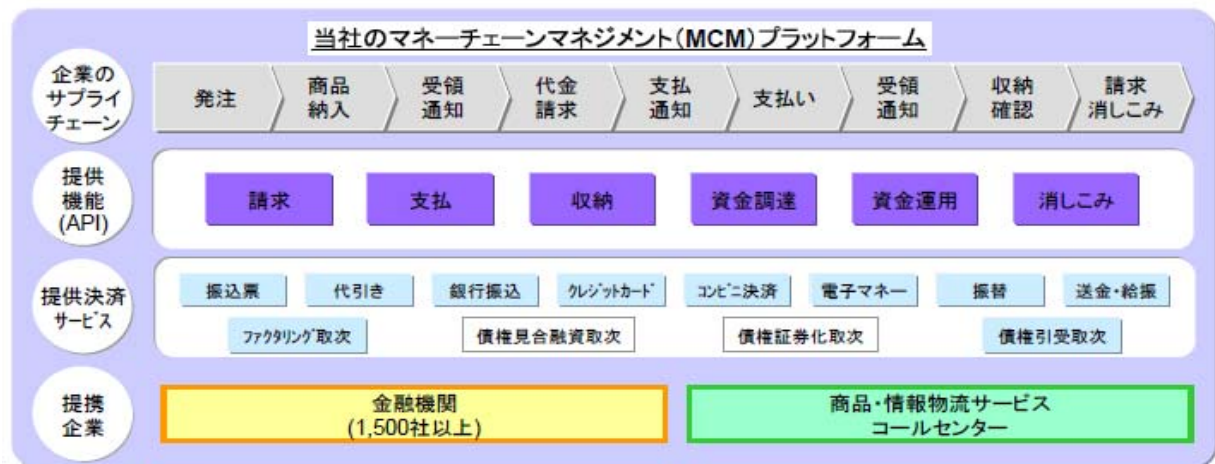 当社のマネーチェーンマネジメント(MCM)プラットフォーム
企業の
サプライ
チェーン
発注
商品
納入
受領
通知
代金
請求
支払
通知
支払い
受領
通知
収納
確認
請求
消しこみ
提供
機能
(API)
請求
支払
収納
資金調達
資金運用
消しこみ
提供決済
サービス
振込票
代引き
銀行振込
クレジットカード
コンビニ決済
電子マネー
振替
送金・給振
ファクタリング取次
債権見合融資取次
債権証券化取次
債権引受取次
提携
企業
金融機関
(1,500社以上)
商品・情報物流サービス
コールセンター